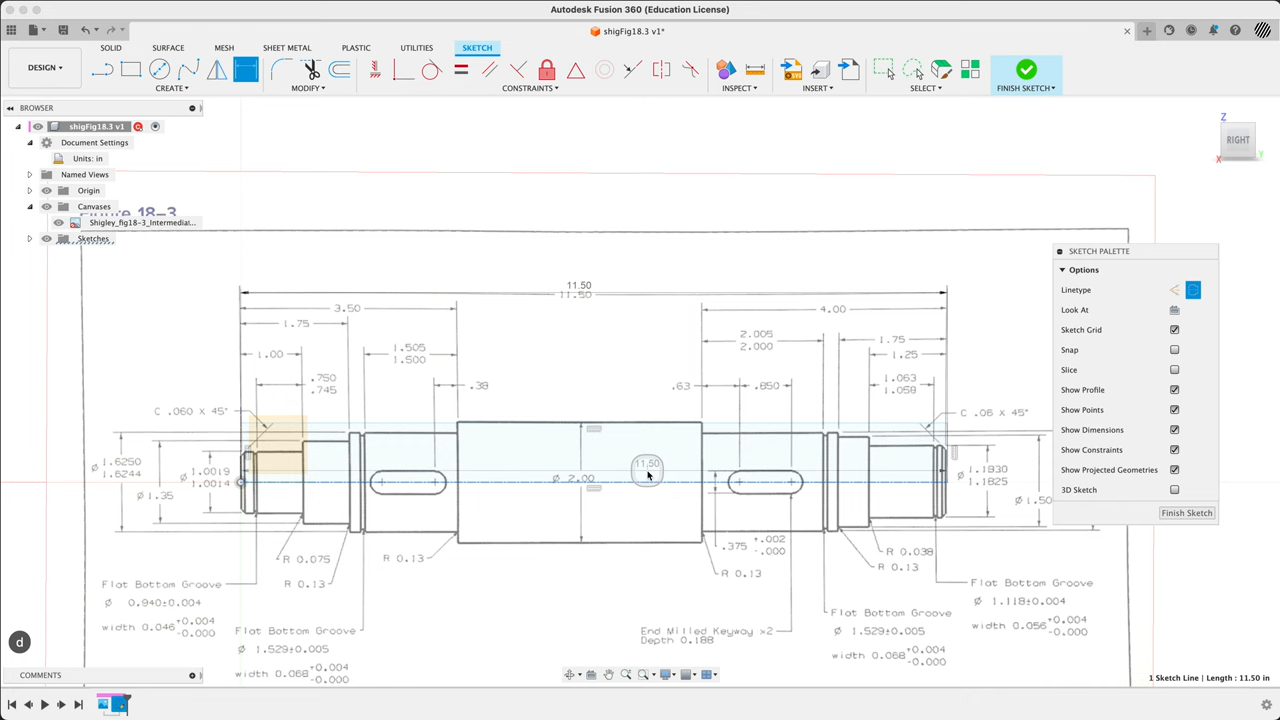 Autodesk Fusion 360 (Education License)
shigFig18.3 v1*
SOLID SURFACE MESH SHEET METAL PLASTIC UTILITIES SKETCH
DESIGN
CREATE MODIFY CONSTRAINTS INSPECT INSERT SELECT FINISH SKETCH
BROWSER
shigFig18.3 v1
Document Settings
Units: in
Named Views
Origin
Canvases
Shigley_fig18-3_Intermediat...
Sketches
Figure 18-3
Z
RIGHT
X
Y
SKETCH PALETTE
Options
Linetype
Look At
Sketch Grid
Snap
Slice
Show Profile
Show Points
Show Dimensions
Show Constraints
Show Projected Geometries
3D Sketch
Finish Sketch
11.50
11.50
3.50
4.00
1.75
2.005
2.000
1.75
1.505
1.500
1.00
1.25
.750
.745
.38
.63
.850
1.063
1.058
C .060 X 45°
C .06 X 45°
11.50
Ø 1.6250
1.6244
Ø 1.0019
1.0014
Ø 2.00
Ø 1.1830
1.1825
Ø 1.35
Ø 1.50
R 0.075
R 0.13
R 0.13
R 0.13
.375 +.002
-.000
R 0.038
R 0.13
Flat Bottom Groove
Ø 0.940±0.004
width 0.046 +0.004
-0.000
Flat Bottom Groove
Ø 1.529±0.005
width 0.068 +0.004
-0.000
End Milled Keyway x2
Depth 0.188
Flat Bottom Groove
Ø 1.529±0.005
width 0.068 +0.004
-0.000
Flat Bottom Groove
Ø 1.118±0.004
width 0.056 +0.004
-0.000
d
COMMENTS
1 Sketch Line | Length : 11.50 in